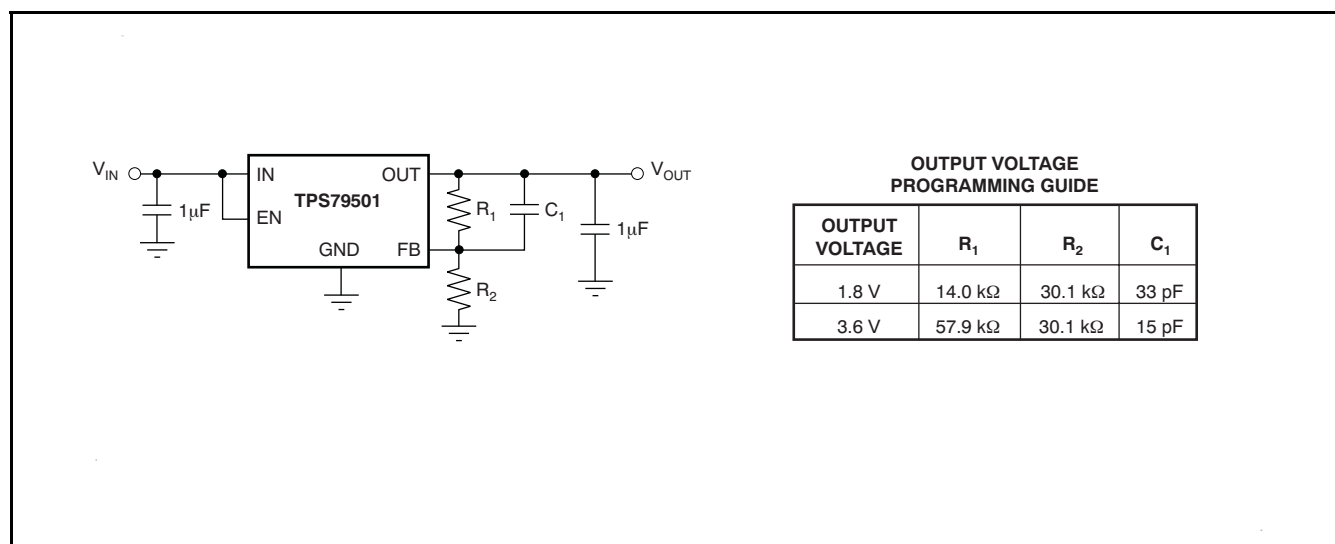 V_IN
IN
OUT
V_OUT
TPS79501
1µF
EN
R_1
C_1
1µF
GND
FB
R_2
OUTPUT VOLTAGE
PROGRAMMING GUIDE
OUTPUT VOLTAGE R_1 R_2 C_1
1.8 V 14.0 kΩ 30.1 kΩ 33 pF
3.6 V 57.9 kΩ 30.1 kΩ 15 pF